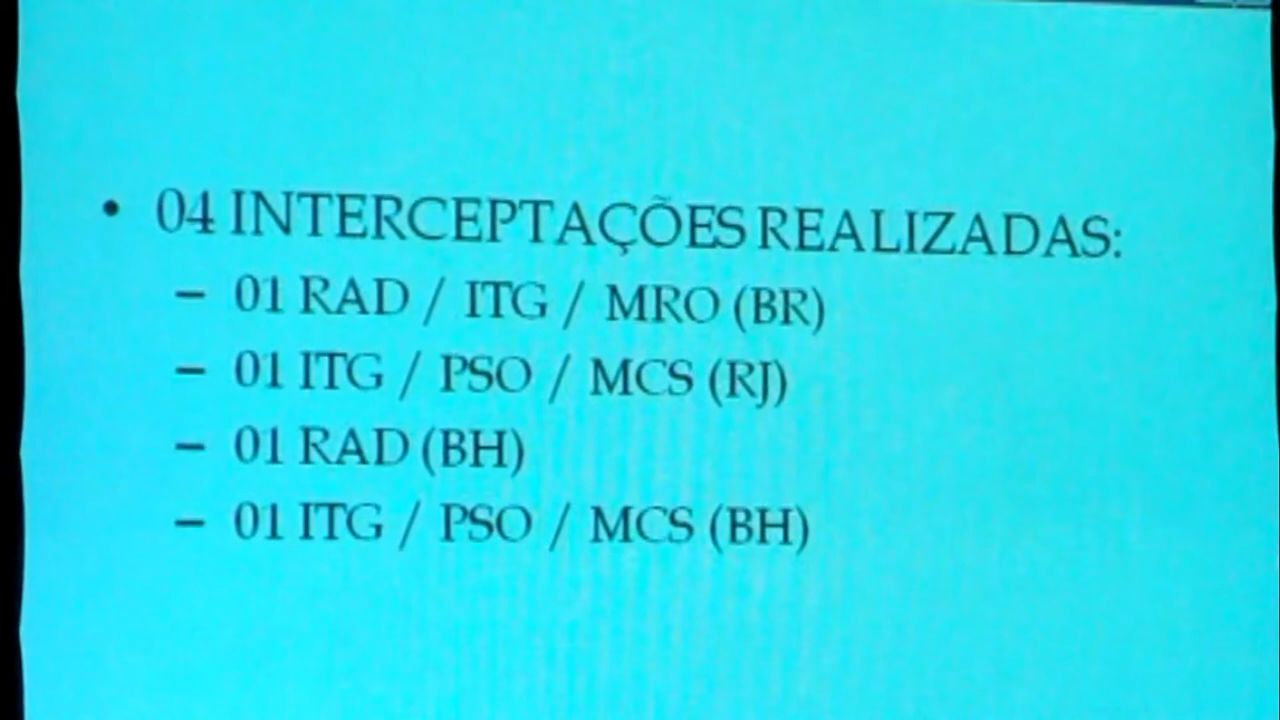 • 04 INTERCEPTAÇÕES REALIZADAS:
– 01 RAD / ITG / MRO (BR)
– 01 ITG / PSO / MCS (RJ)
– 01 RAD (BH)
– 01 ITG / PSO / MCS (BH)